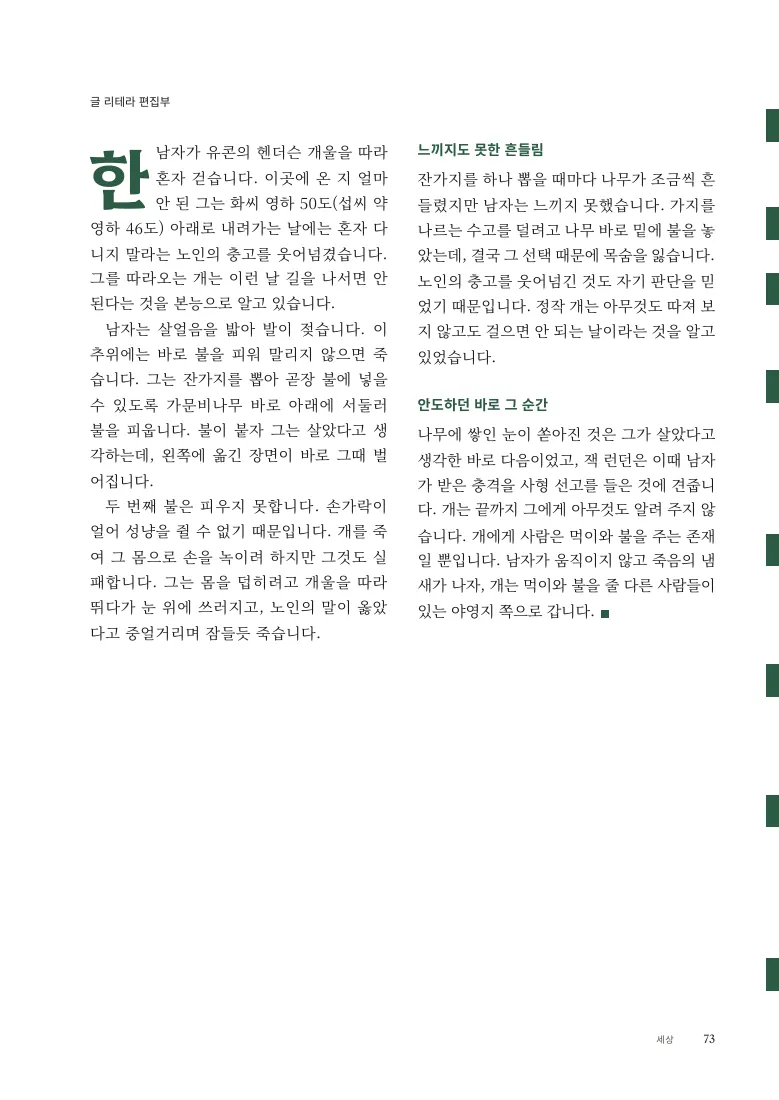 글 리테라 편집부
한 남자가 유콘의 헨더슨 개울을 따라
혼자 걷습니다. 이곳에 온 지 얼마
안 된 그는 화씨 영하 50도(섭씨 약
영하 46도) 아래로 내려가는 날에는 혼자 다
니지 말라는 노인의 충고를 웃어넘겼습니다.
그를 따라오는 개는 이런 날 길을 나서면 안
된다는 것을 본능으로 알고 있습니다.
남자는 살얼음을 밟아 발이 젖습니다. 이
추위에는 바로 불을 피워 말리지 않으면 죽
습니다. 그는 잔가지를 뽑아 곧장 불에 넣을
수 있도록 가문비나무 바로 아래에 서둘러
불을 피웁니다. 불이 붙자 그는 살았다고 생
각하는데, 왼쪽에 옮긴 장면이 바로 그때 벌
어집니다.
두 번째 불은 피우지 못합니다. 손가락이
얼어 성냥을 쥘 수 없기 때문입니다. 개를 죽
여 그 몸으로 손을 녹이려 하지만 그것도 실
패합니다. 그는 몸을 덥히려고 개울을 따라
뛰다가 눈 위에 쓰러지고, 노인의 말이 옳았
다고 중얼거리며 잠들듯 죽습니다.
느끼지도 못한 흔들림
잔가지를 하나 뽑을 때마다 나무가 조금씩 흔
들렸지만 남자는 느끼지 못했습니다. 가지를
나르는 수고를 덜려고 나무 바로 밑에 불을 놓
았는데, 결국 그 선택 때문에 목숨을 잃습니다.
노인의 충고를 웃어넘긴 것도 자기 판단을 믿
었기 때문입니다. 정작 개는 아무것도 따져 보
지 않고도 걸으면 안 되는 날이라는 것을 알고
있었습니다.
안도하던 바로 그 순간
나무에 쌓인 눈이 쏟아진 것은 그가 살았다고
생각한 바로 다음이었고, 잭 런던은 이때 남자
가 받은 충격을 사형 선고를 들은 것에 견줍니
다. 개는 끝까지 그에게 아무것도 알려 주지 않
습니다. 개에게 사람은 먹이와 불을 주는 존재
일 뿐입니다. 남자가 움직이지 않고 죽음의 냄
새가 나자, 개는 먹이와 불을 줄 다른 사람들이
있는 야영지 쪽으로 갑니다. ■
세상 73